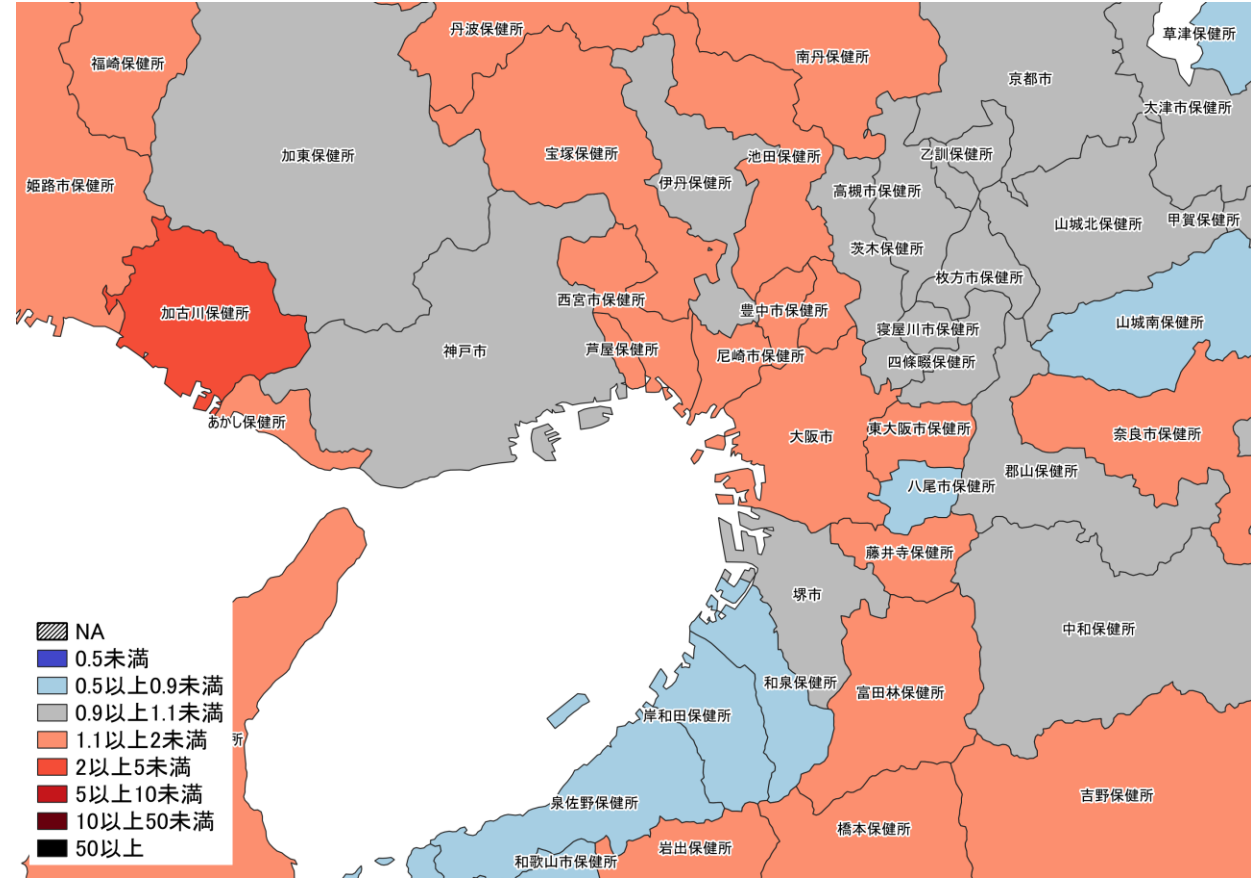 丹波保健所
草津保健所
福崎保健所
南丹保健所
京都市
大津市保健所
加東保健所
宝塚保健所
池田保健所
乙訓保健所
姫路市保健所
伊丹保健所
高槻市保健所
山城北保健所
甲賀保健所
茨木保健所
枚方市保健所
加古川保健所
西宮市保健所
豊中市保健所
山城南保健所
寝屋川市保健所
神戸市
芦屋保健所
尼崎市保健所
四條畷保健所
あかし保健所
大阪市
東大阪市保健所
奈良市保健所
郡山保健所
八尾市保健所
藤井寺保健所
堺市
中和保健所
和泉保健所
富田林保健所
岸和田保健所
所
泉佐野保健所
吉野保健所
橋本保健所
岩出保健所
和歌山市保健所
NA
0.5未満
0.5以上0.9未満
0.9以上1.1未満
1.1以上2未満
2以上5未満
5以上10未満
10以上50未満
50以上